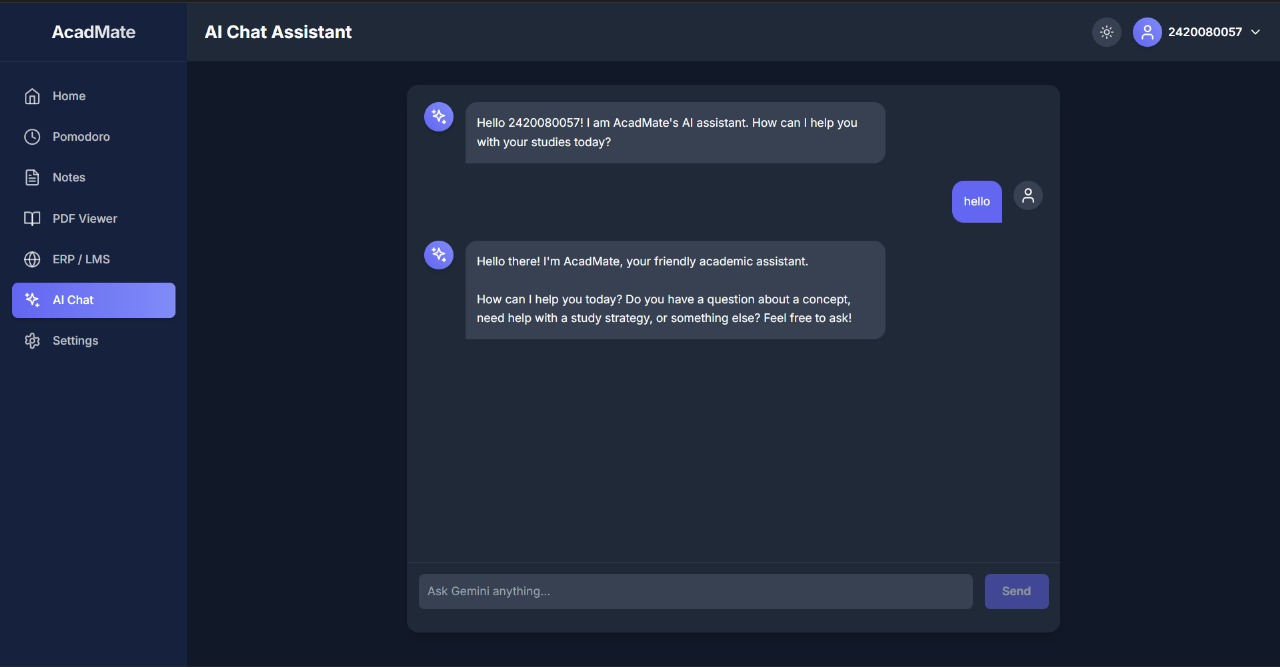 AcadMate
AI Chat Assistant
2420080057
Home
Pomodoro
Notes
PDF Viewer
ERP / LMS
AI Chat
Settings
Hello 2420080057! I am AcadMate's AI assistant. How can I help you
with your studies today?
hello
Hello there! I'm AcadMate, your friendly academic assistant.
How can I help you today? Do you have a question about a concept,
need help with a study strategy, or something else? Feel free to ask!
Ask Gemini anything...
Send